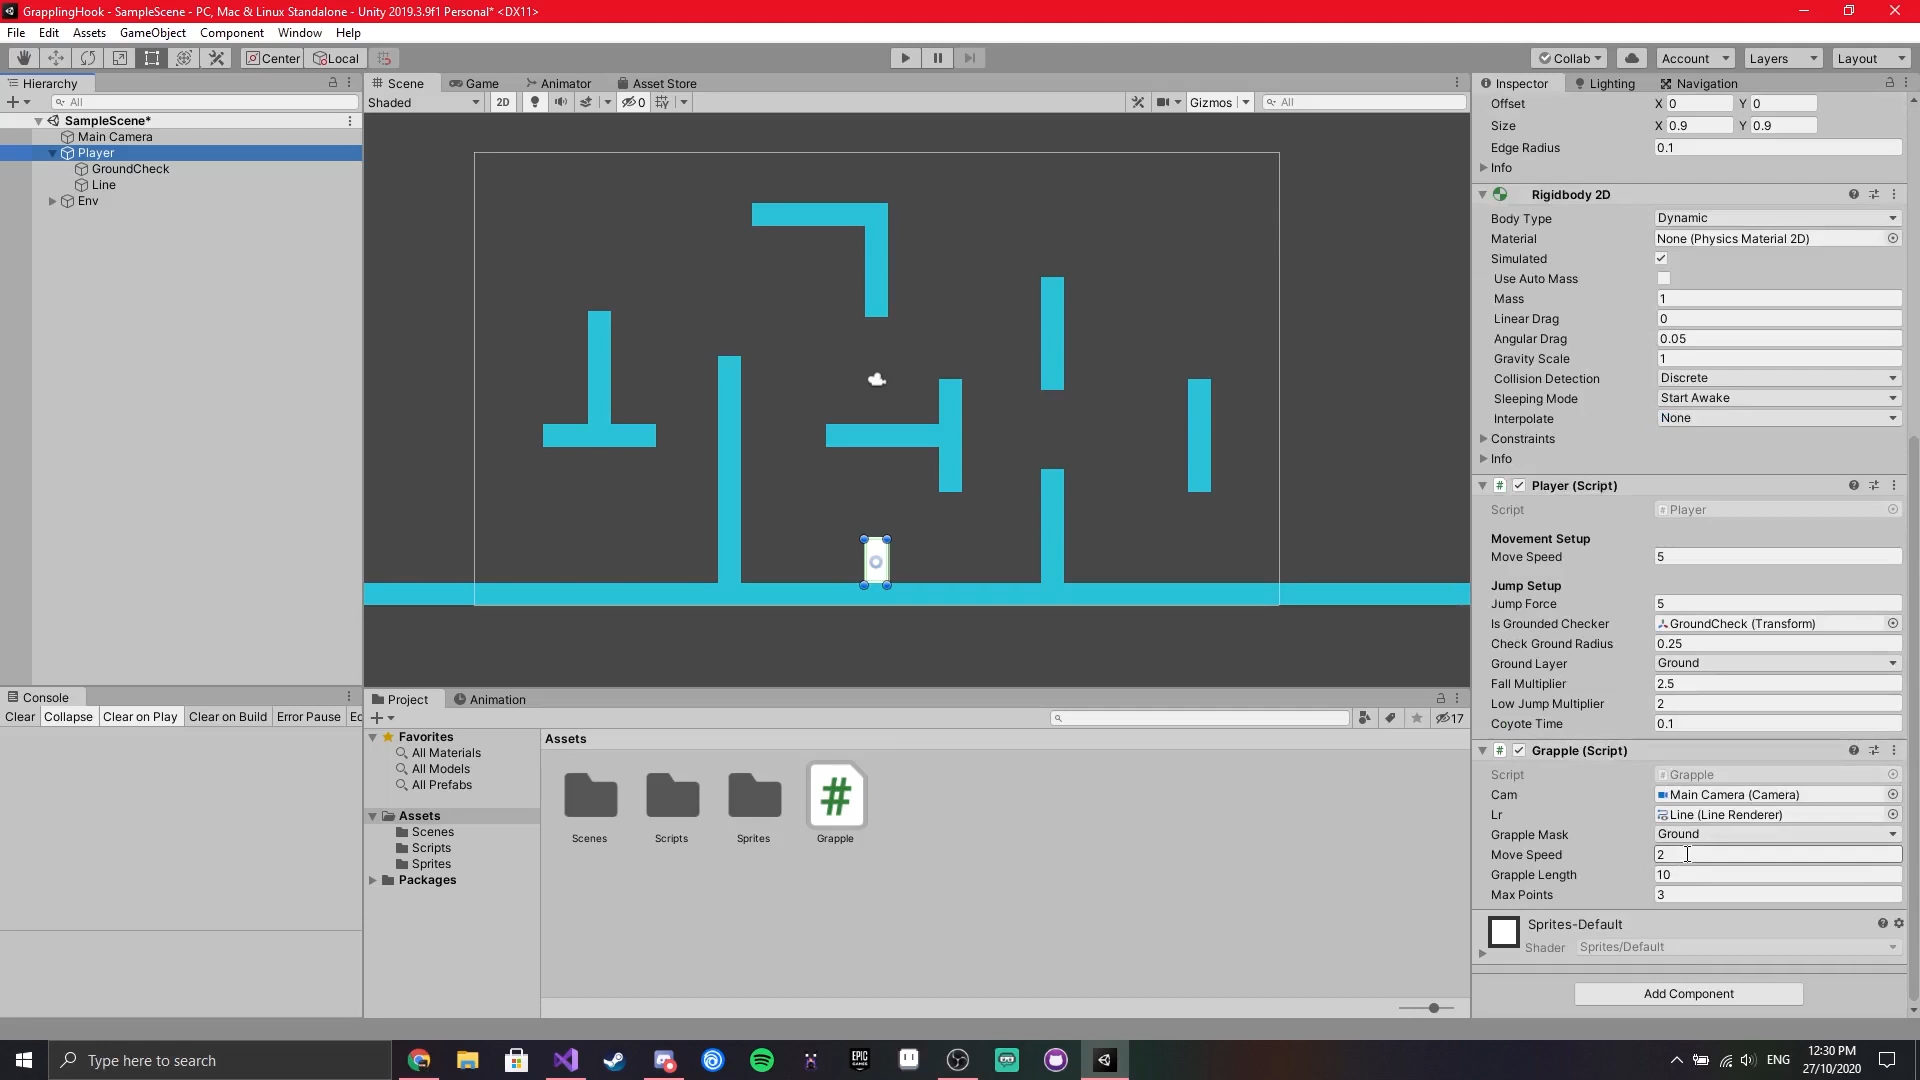 GrapplingHook - SampleScene - PC, Mac & Linux Standalone - Unity 2019.3.9f1 Personal* <DX11>
File Edit Assets GameObject Component Window Help
Center Local Collab Account Layers Layout
Hierarchy
All
SampleScene*
Main Camera
Player
GroundCheck
Line
Env
Scene Game Animator Asset Store
Shaded 2D 0 Gizmos All
Inspector Lighting Navigation
Offset X 0 Y 0
Size X 0.9 Y 0.9
Edge Radius 0.1
Info
Rigidbody 2D
Body Type Dynamic
Material None (Physics Material 2D)
Simulated
Use Auto Mass
Mass 1
Linear Drag 0
Angular Drag 0.05
Gravity Scale 1
Collision Detection Discrete
Sleeping Mode Start Awake
Interpolate None
Constraints
Info
# Player (Script)
Script Player
Movement Setup
Move Speed 5
Jump Setup
Jump Force 5
Is Grounded Checker GroundCheck (Transform)
Check Ground Radius 0.25
Ground Layer Ground
Fall Multiplier 2.5
Low Jump Multiplier 2
Coyote Time 0.1
# Grapple (Script)
Script Grapple
Cam Main Camera (Camera)
Lr Line (Line Renderer)
Grapple Mask Ground
Move Speed 2
Grapple Length 10
Max Points 3
Sprites-Default
Shader Sprites/Default
Add Component
Console
Clear Collapse Clear on Play Clear on Build Error Pause
Project Animation
17
Favorites
All Materials
All Models
All Prefabs
Assets
Scenes
Scripts
Sprites
Packages
Assets
#
Scenes Scripts Sprites Grapple
Type here to search
EPIC GAMES
ENG
12:30 PM
27/10/2020